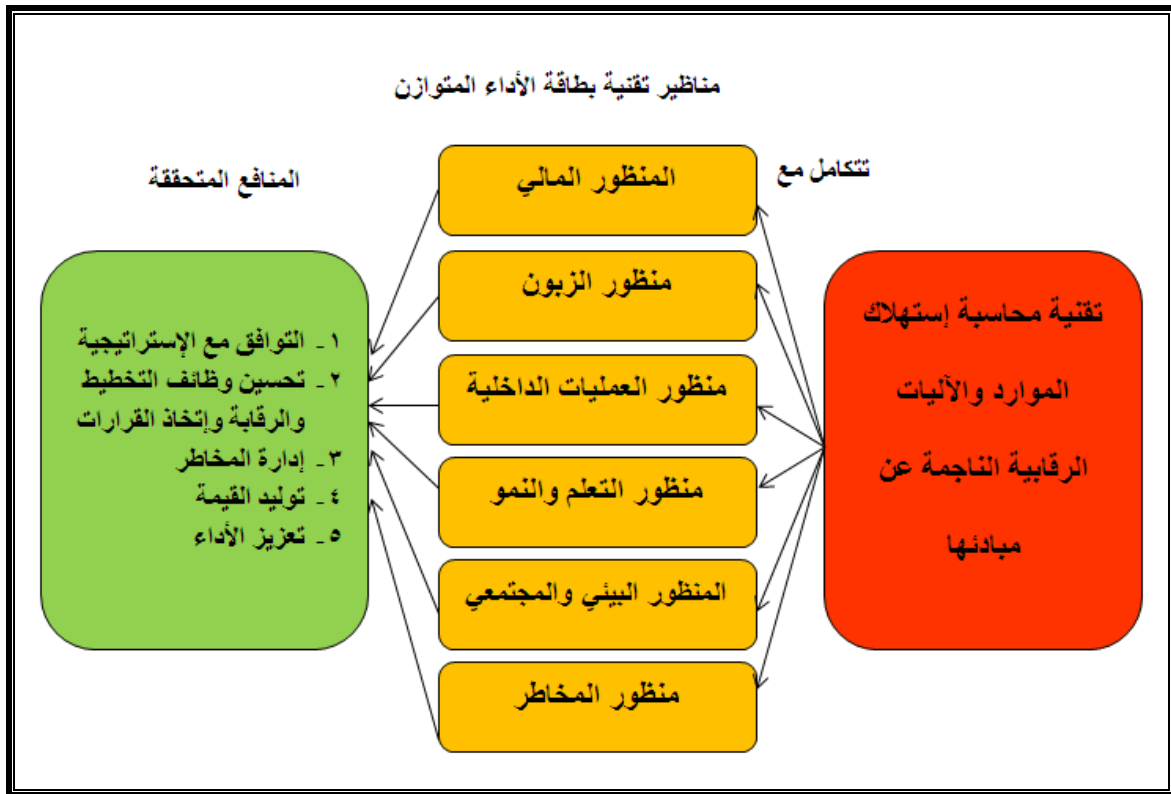 مناظير تقنية بطاقة الأداء المتوازن
تتكامل مع
المنافع المتحققة
تقنية محاسبة إستهلاك
الموارد والآليات
الرقابية الناجمة عن
مبادئها
المنظور المالي
منظور الزبون
منظور العمليات الداخلية
منظور التعلم والنمو
المنظور البيئي والمجتمعي
منظور المخاطر
١- التوافق مع الإستراتيجية
٢- تحسين وظائف التخطيط
والرقابة وإتخاذ القرارات
٣- إدارة المخاطر
٤- توليد القيمة
٥- تعزيز الأداء